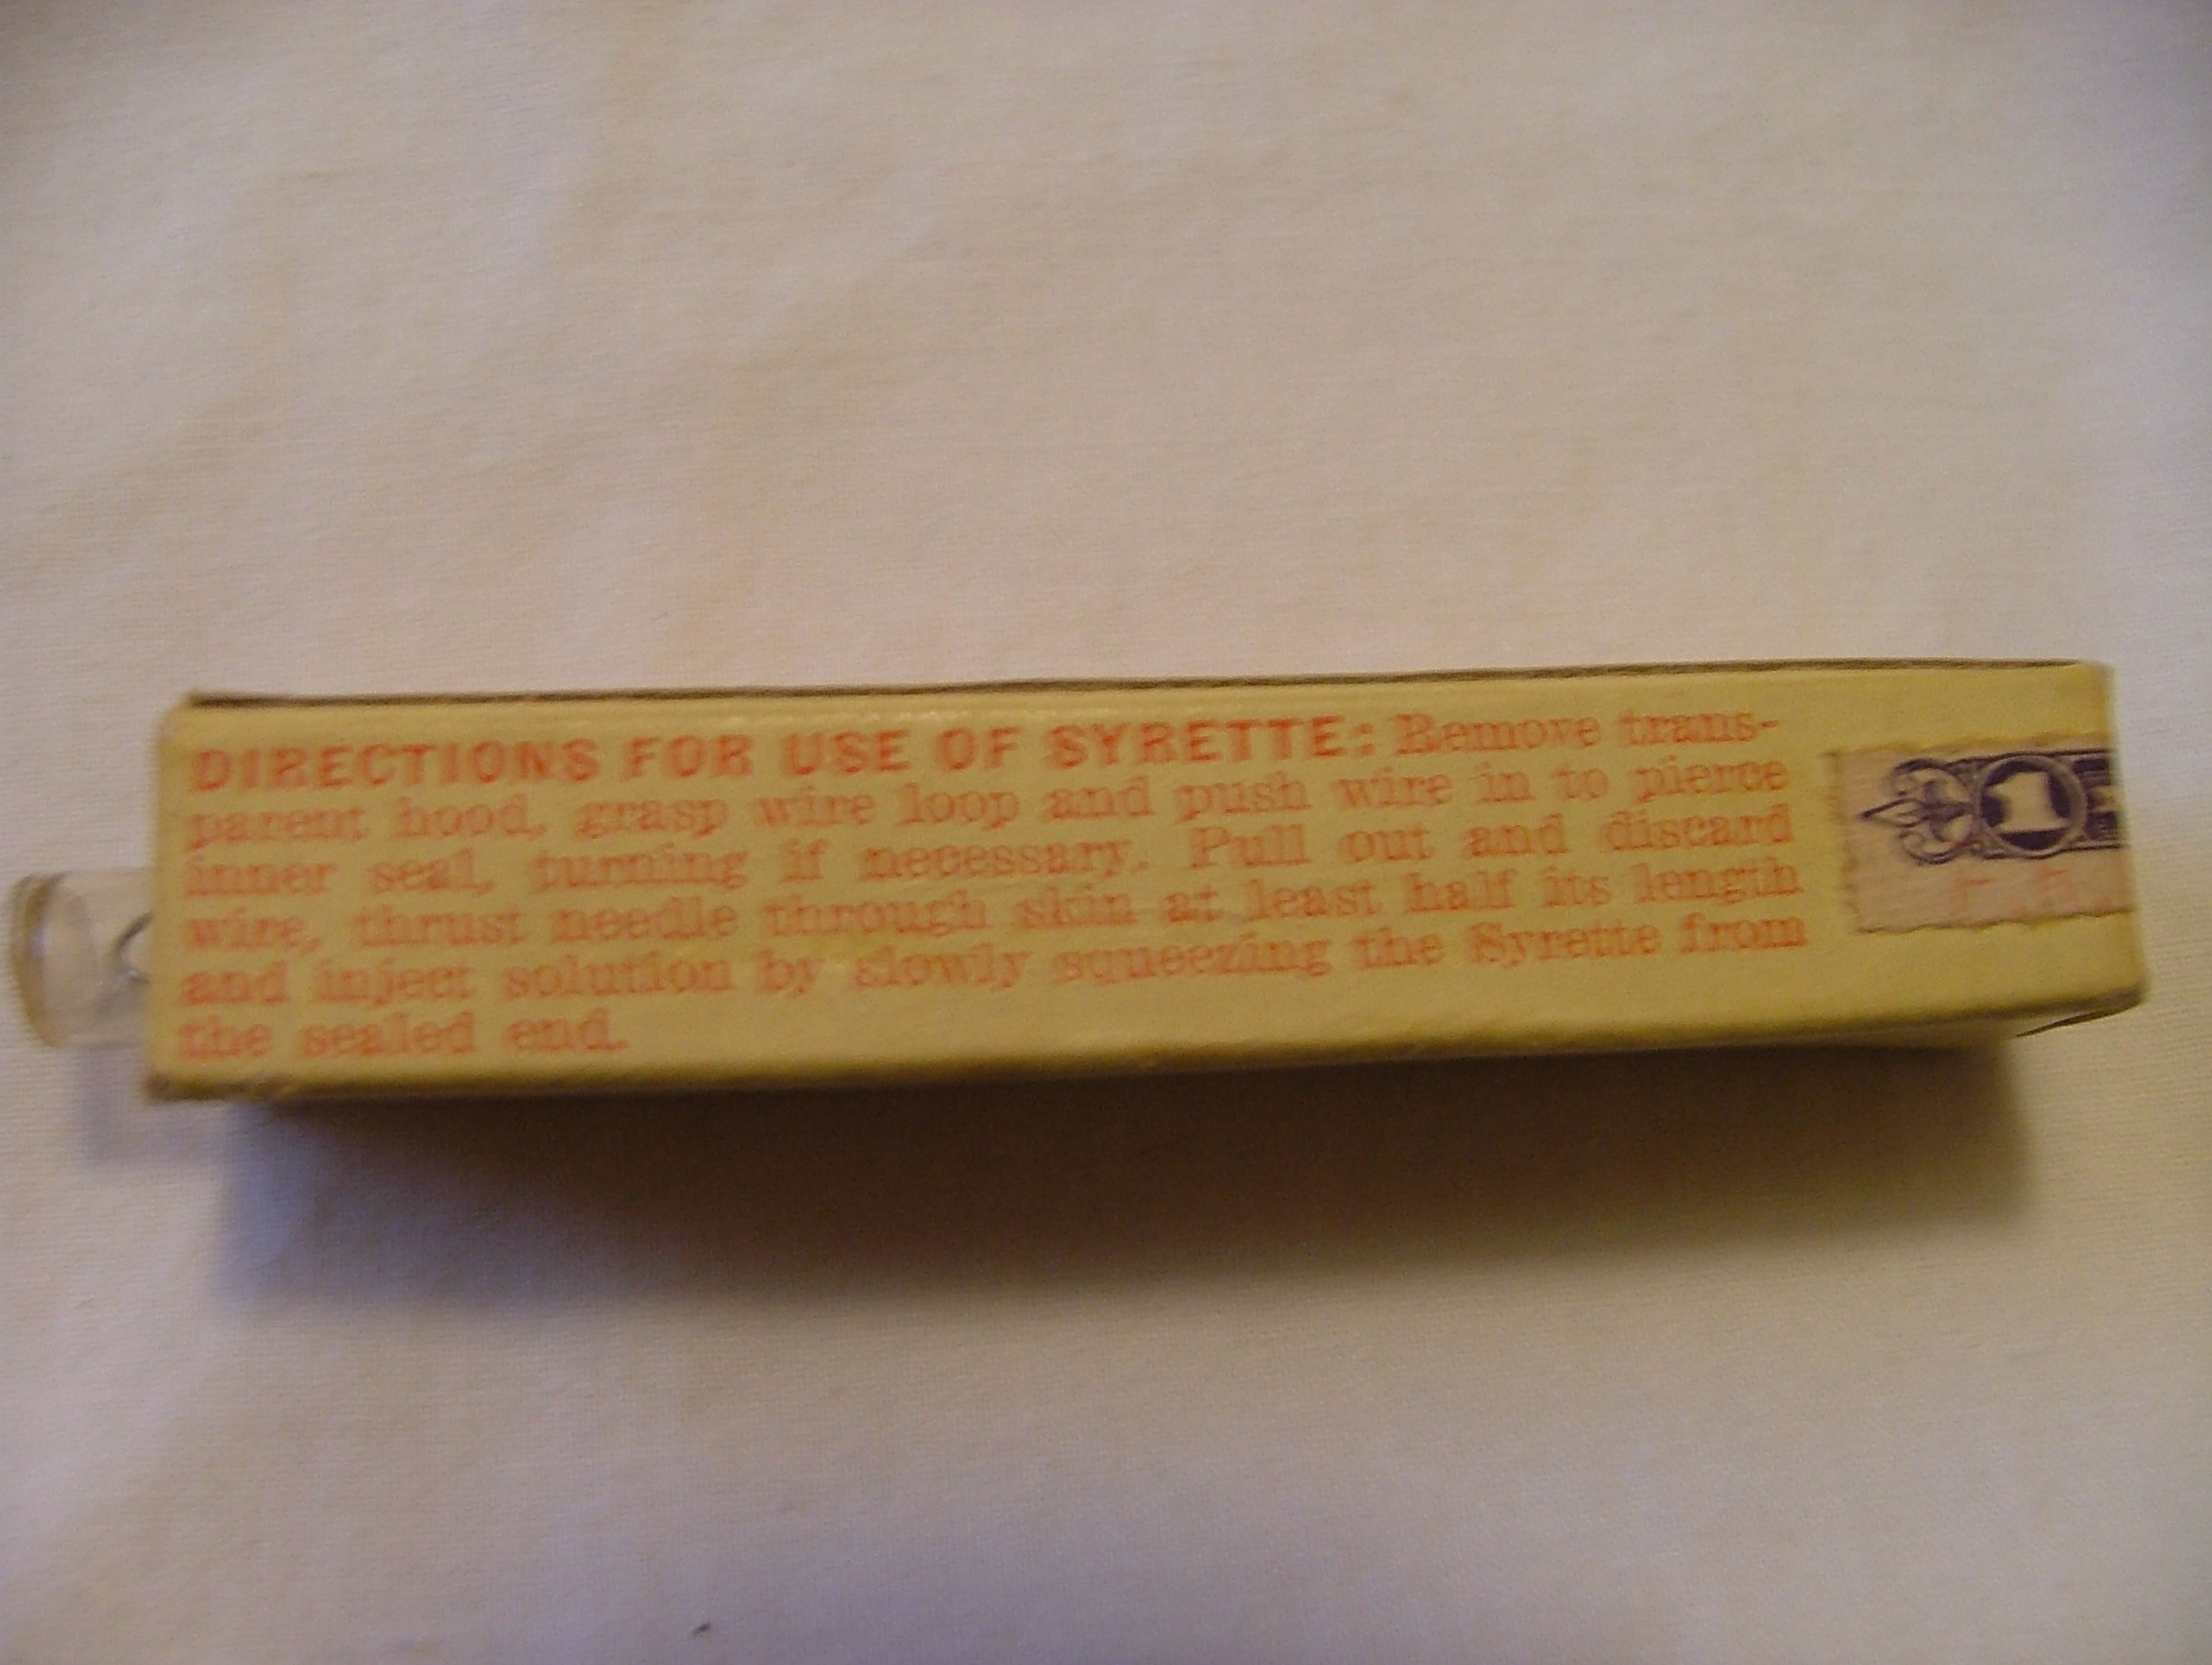 DIRECTIONS FOR USE OF SYRETTE: Remove trans-
parent hood, grasp wire loop and push wire in to pierce
inner seal, turning if necessary. Pull out and discard
wire, thrust needle through skin at least half its length
and inject solution by slowly squeezing the Syrette from
the sealed end.
1